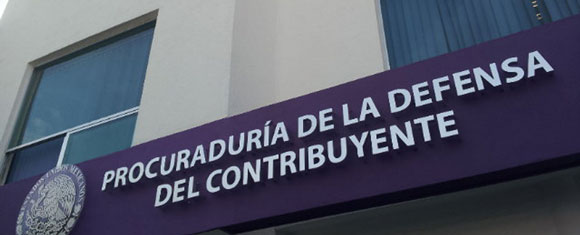 PROCURADURÍA DE LA DEFENSA
DEL CONTRIBUYENTE